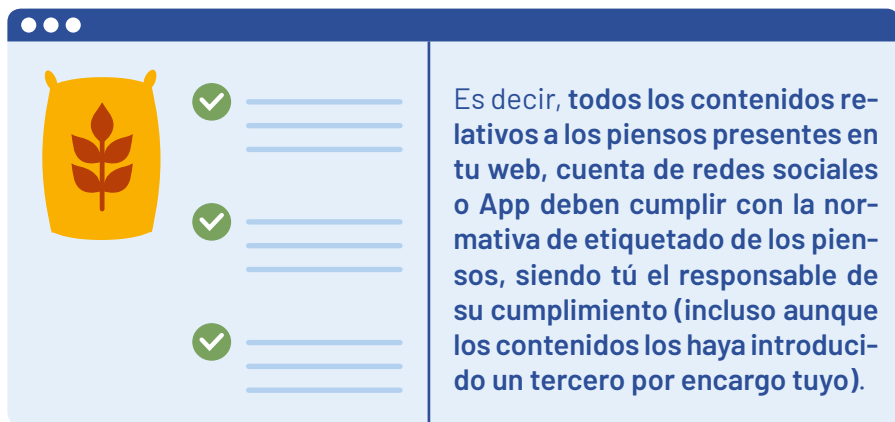 Es decir, todos los contenidos re-
lativos a los piensos presentes en
tu web, cuenta de redes sociales
o App deben cumplir con la nor-
mativa de etiquetado de los pien-
sos, siendo tú el responsable de
su cumplimiento (incluso aunque
los contenidos los haya introduci-
do un tercero por encargo tuyo).